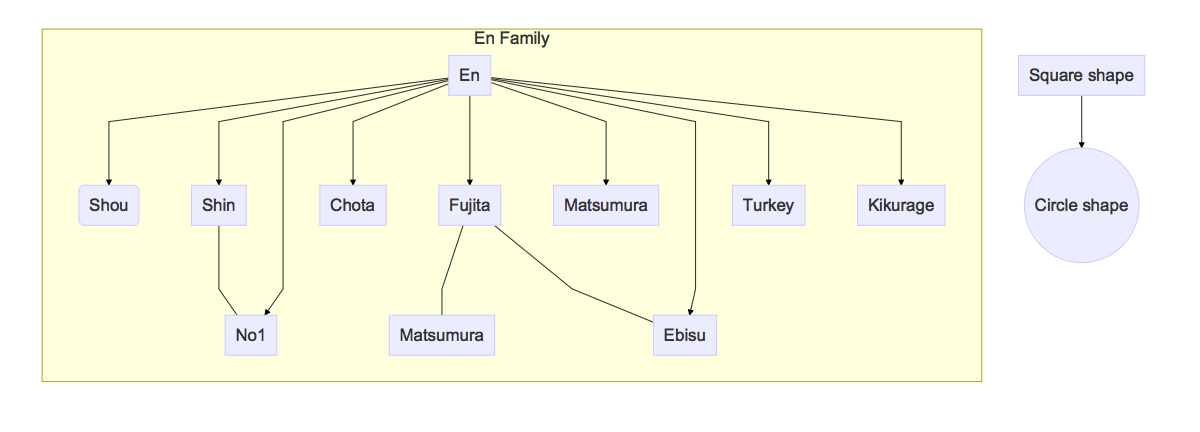 En Family
En
Square shape
Shou
Shin
Chota
Fujita
Matsumura
Turkey
Kikurage
Circle shape
No1
Matsumura
Ebisu